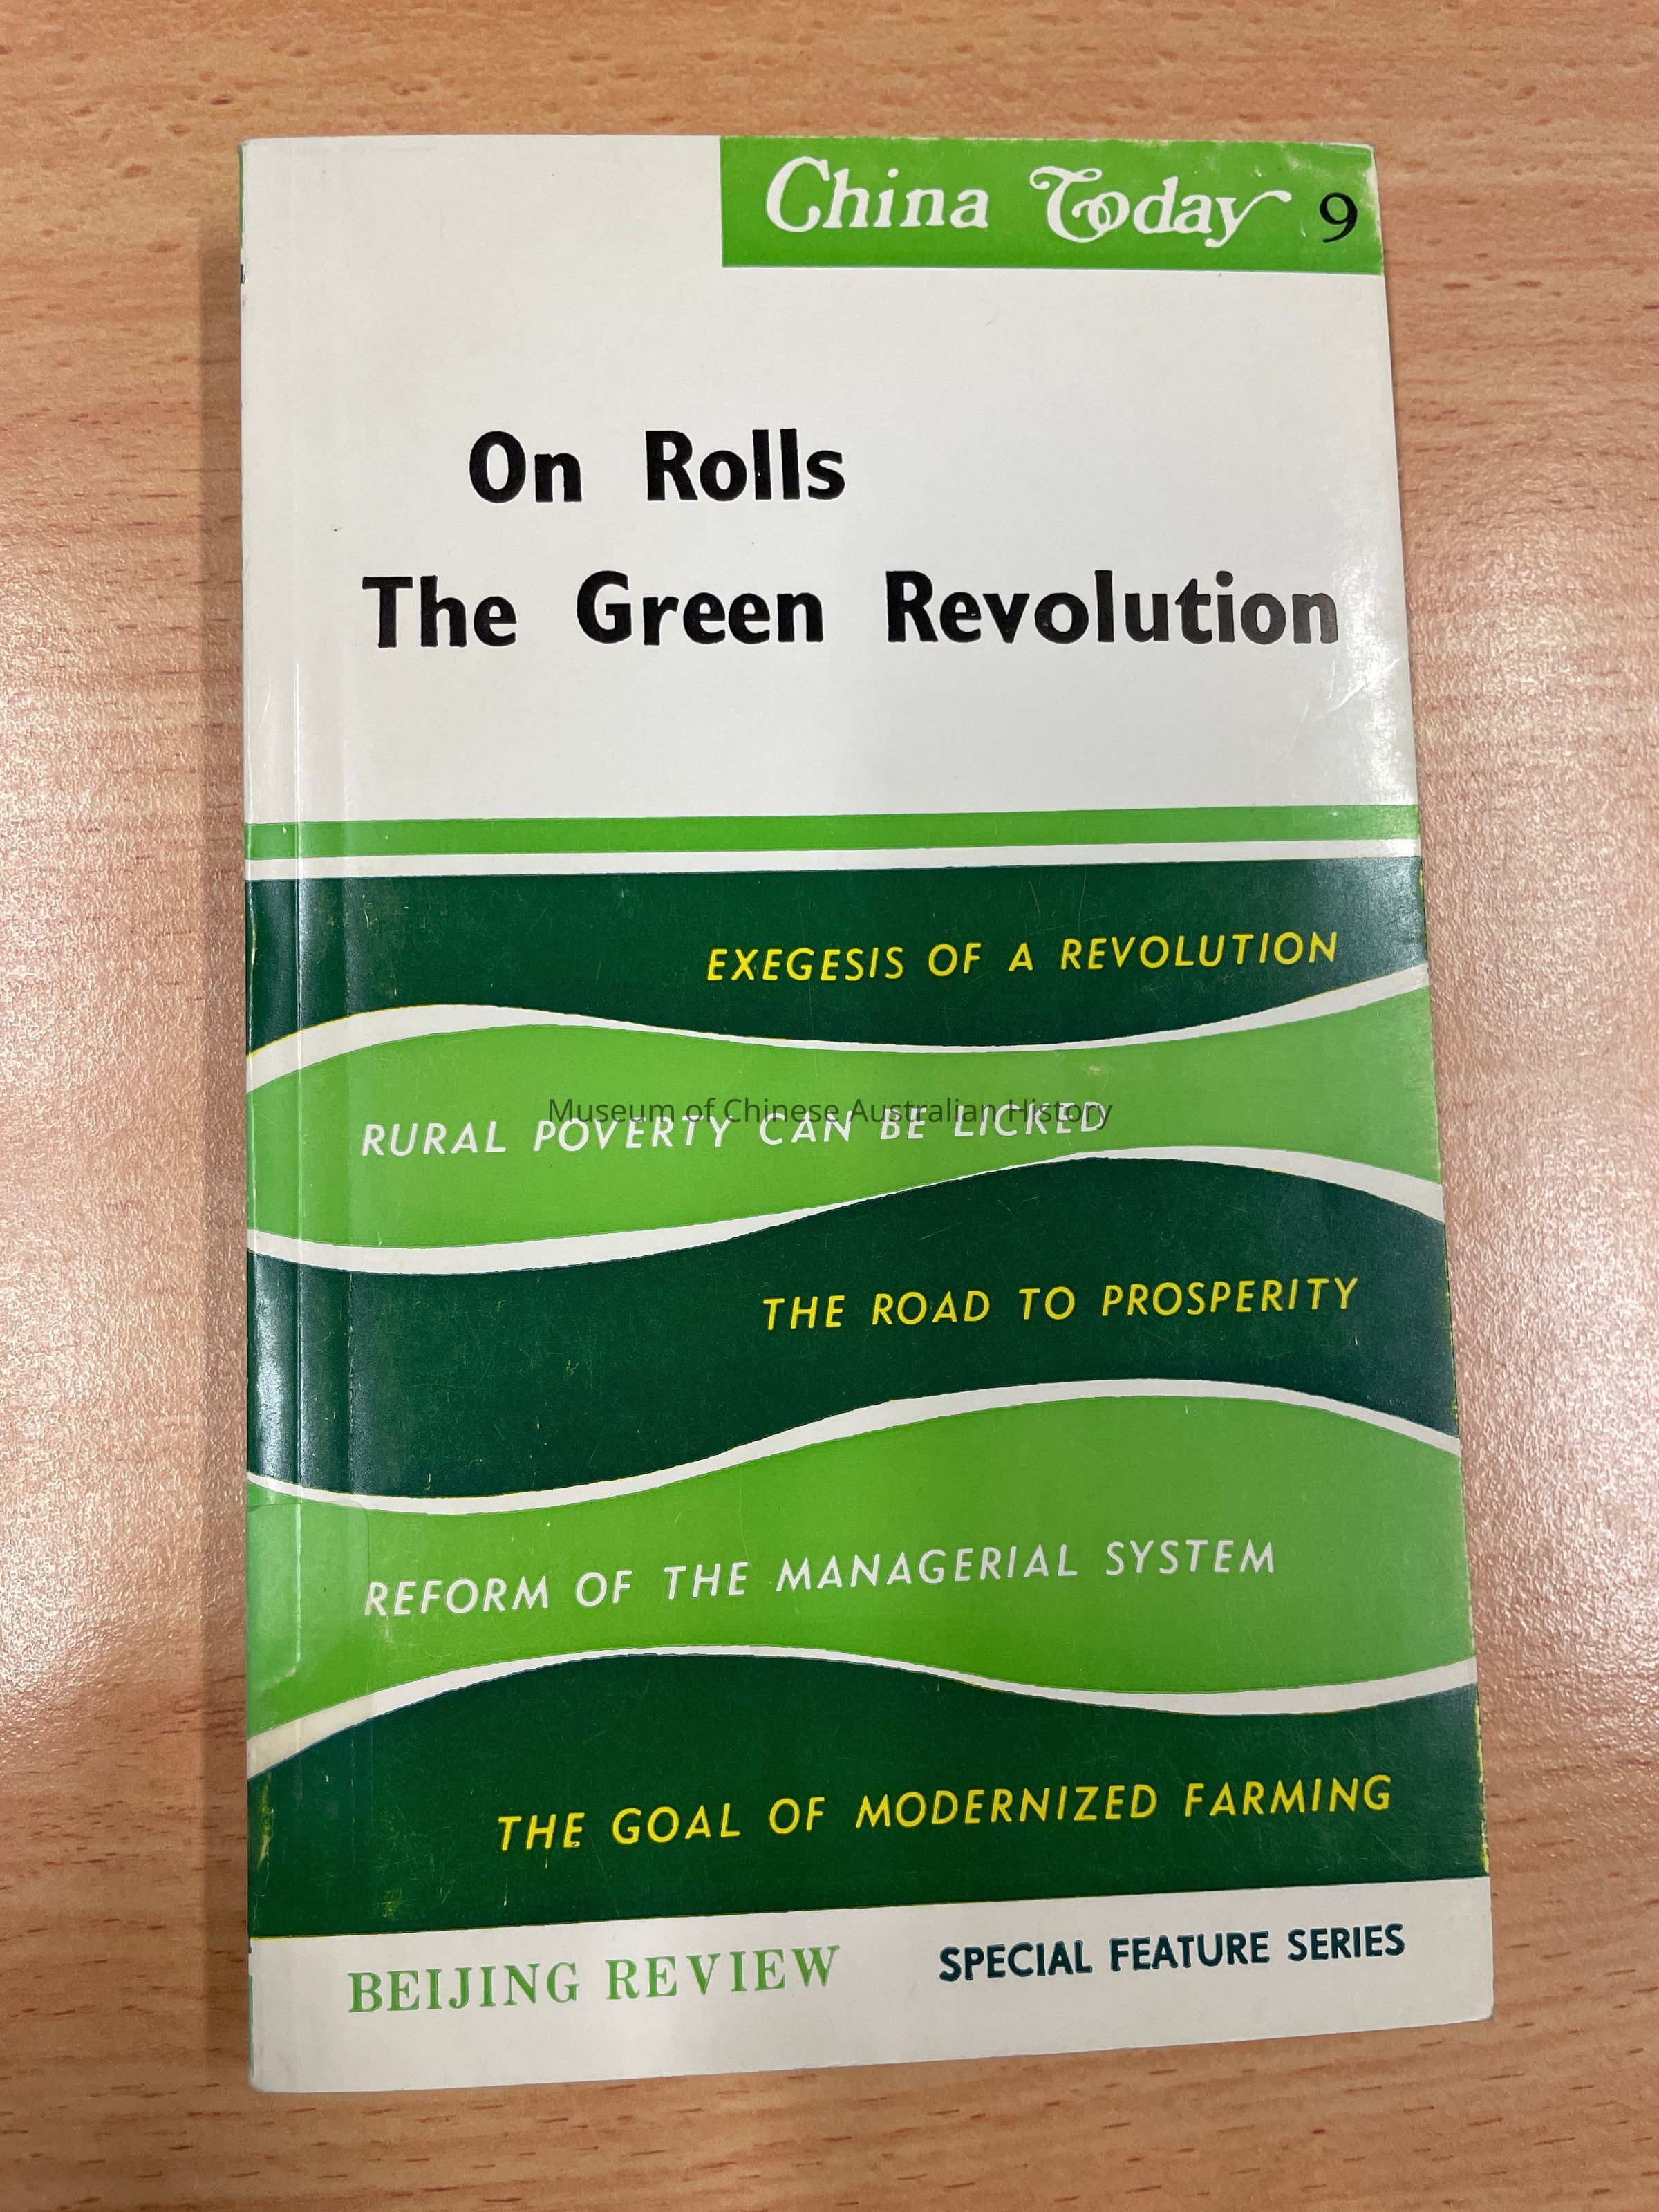 China Today 9
On Rolls
The Green Revolution
EXEGESIS OF A REVOLUTION
Museum of Chinese Australian History
RURAL POVERTY CAN BE LICKED
THE ROAD TO PROSPERITY
REFORM OF THE MANAGERIAL SYSTEM
THE GOAL OF MODERNIZED FARMING
BEIJING REVIEW SPECIAL FEATURE SERIES